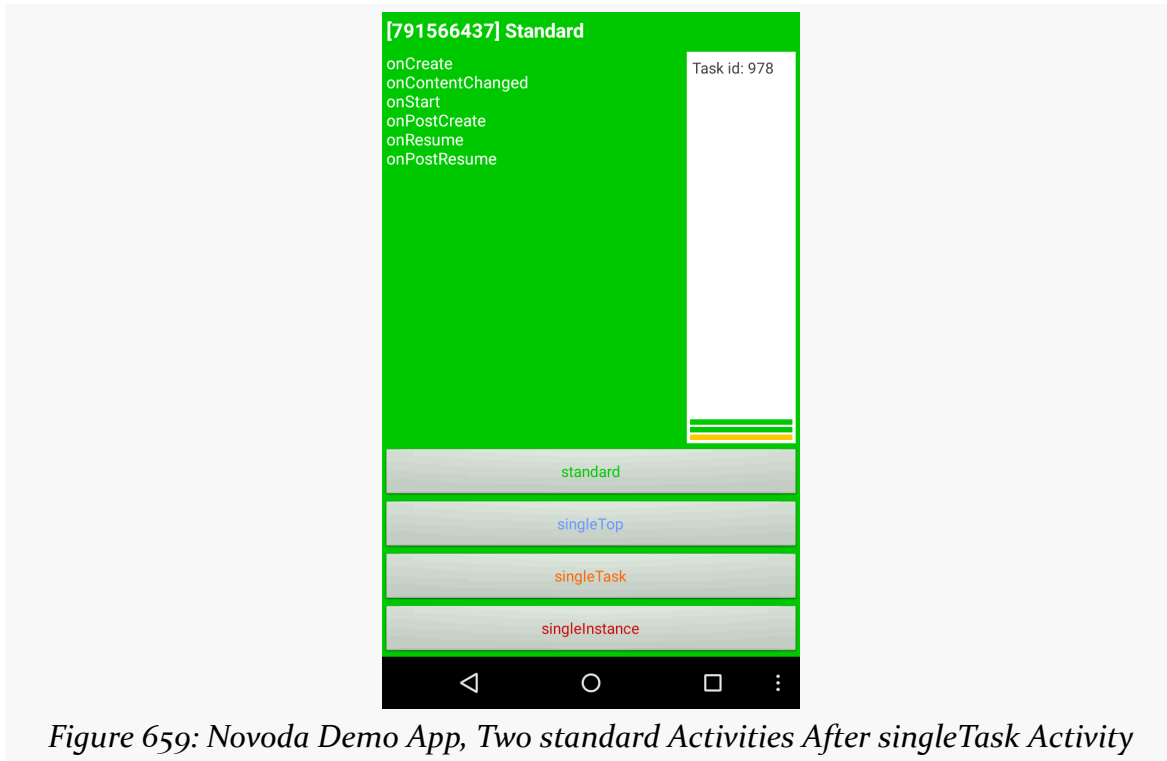 [791566437] Standard
onCreate
onContentChanged
onStart
onPostCreate
onResume
onPostResume
Task id: 978
standard
singleTop
singleTask
singleInstance
Figure 659: Novoda Demo App, Two standard Activities After singleTask Activity